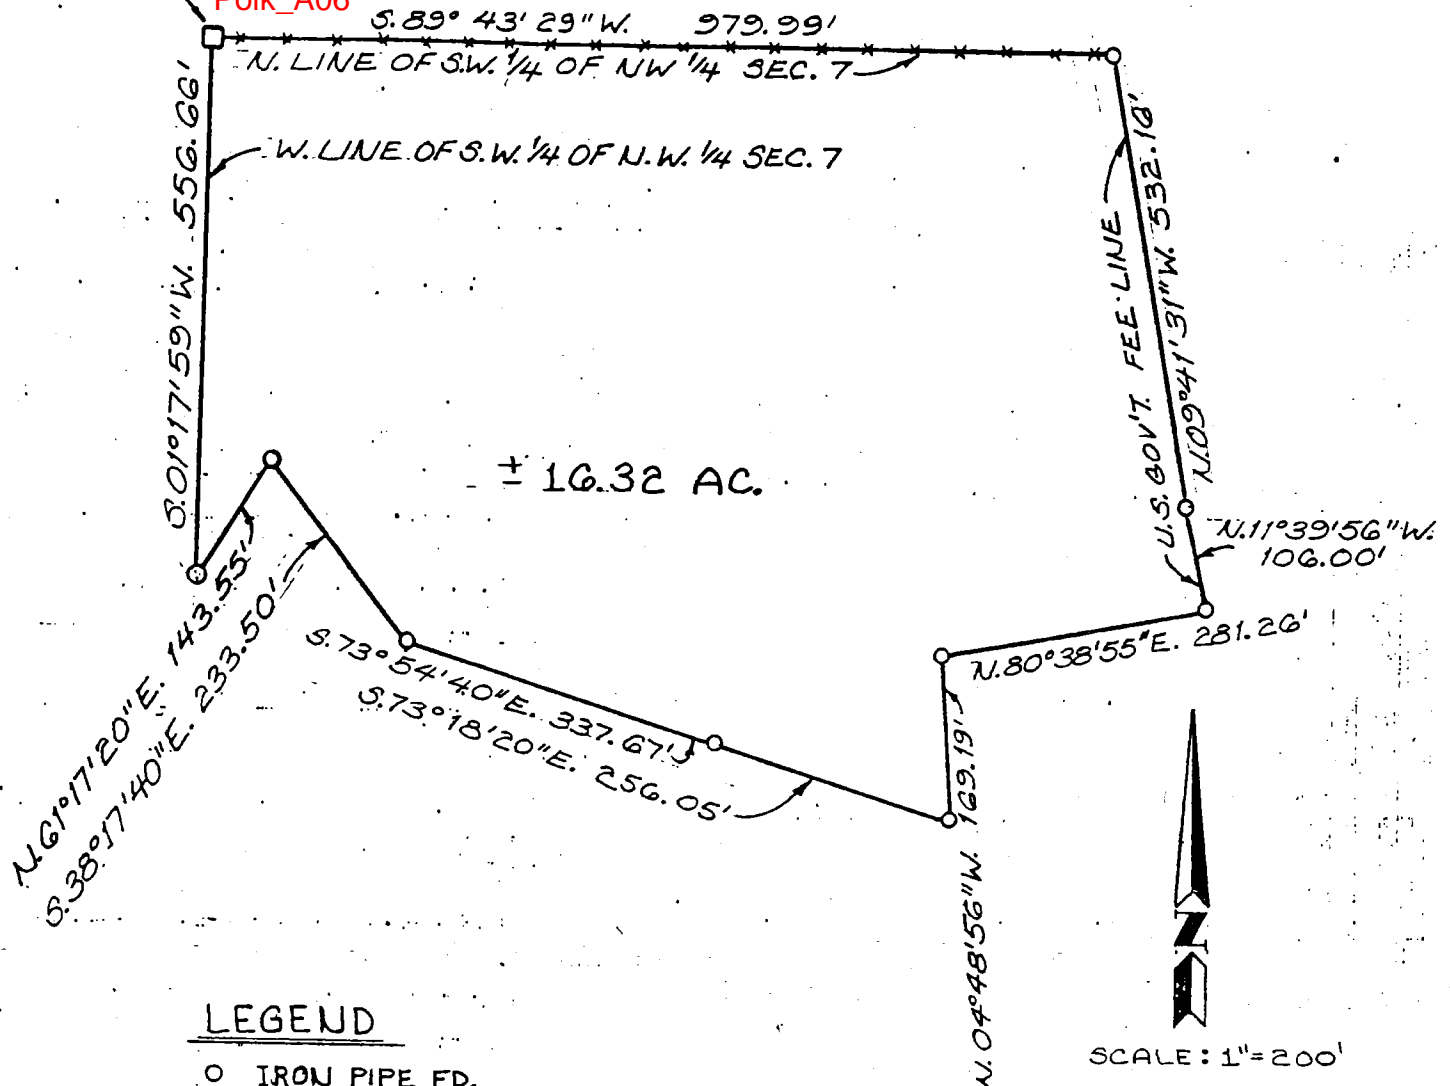 Polk_A06
S. 89° 43' 29" W. 979.99'
N. LINE OF S.W. 1/4 OF NW 1/4 SEC. 7
W. LINE OF S.W. 1/4 OF N.W. 1/4 SEC. 7
S. 01°17'59" W. 556.66'
U.S. GOV'T. FEE LINE
N. 09°41'31" W. 532.18'
± 16.32 AC.
N. 11°39'56" W.
106.00'
N. 61°17'20" E. 143.55'
S. 38°17'40" E. 233.50'
S. 73°54'40" E. 337.67'
S. 73°18'20" E. 256.05'
N. 80°38'55" E. 281.26'
N. 04°48'56" W. 169.19'
N
LEGEND
O IRON PIPE FD.
SCALE: 1"=200'